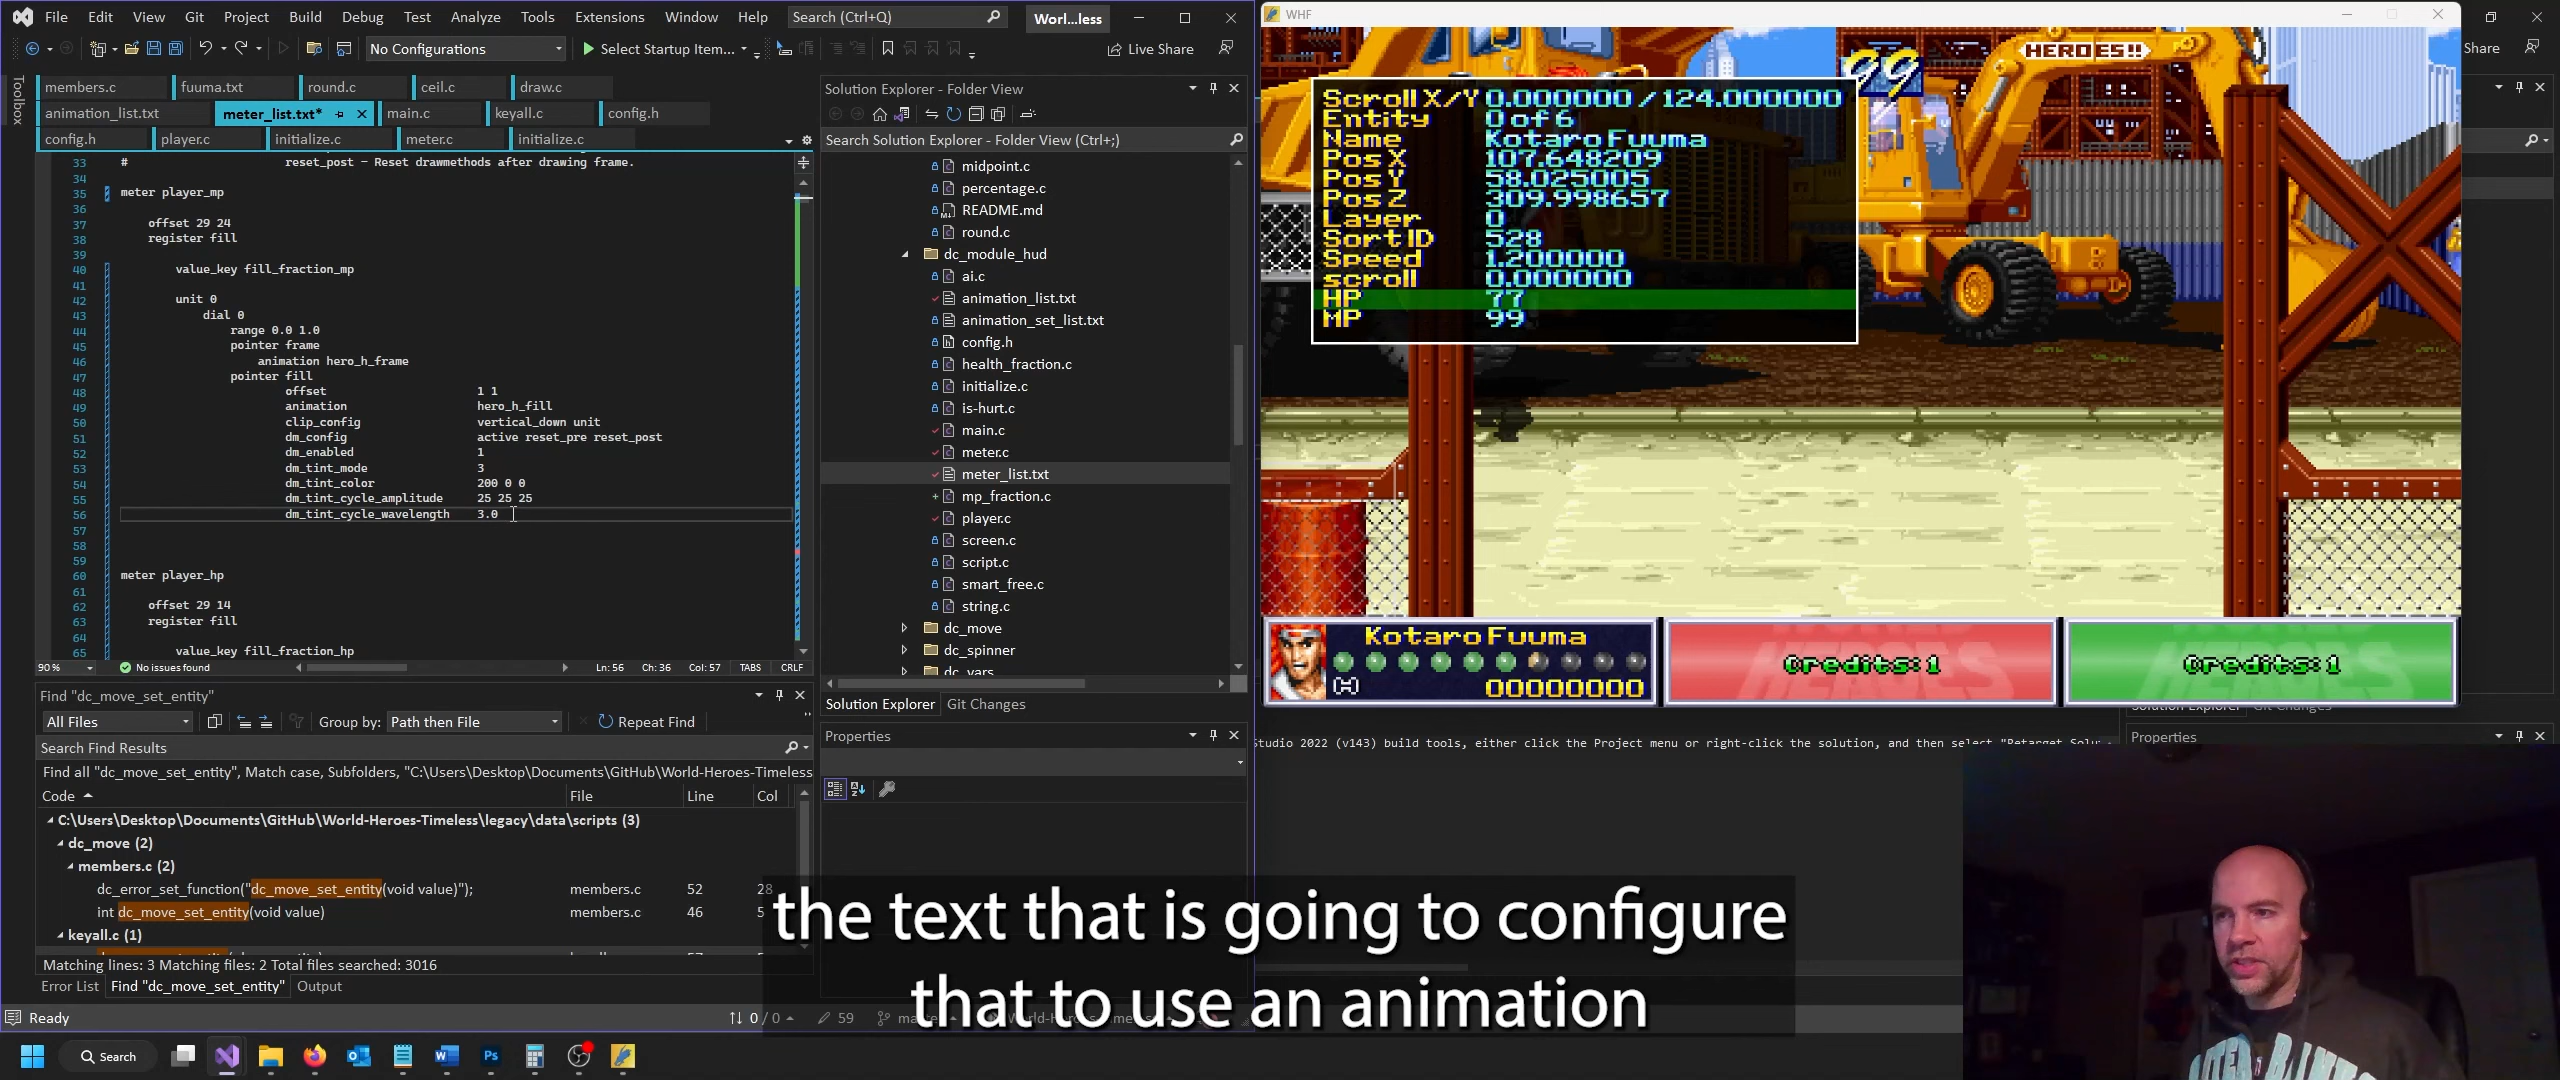 File Edit View Git Project Build Debug Test Analyze Tools Extensions Window Help Search (Ctrl+Q) Worl...less
No Configurations Select Startup Item... Live Share
Toolbox
members.c fuuma.txt round.c ceil.c draw.c
animation_list.txt meter_list.txt* main.c keyall.c config.h
config.h player.c initialize.c meter.c initialize.c
33 # reset_post - Reset drawmethods after drawing frame.
34
35 meter player_mp
36
37 offset 29 24
38 register fill
39
40 value_key fill_fraction_mp
41
42 unit 0
43 dial 0
44 range 0.0 1.0
45 pointer frame
46 animation hero_h_frame
47 pointer fill
48 offset 1 1
49 animation hero_h_fill
50 clip_config vertical_down unit
51 dm_config active reset_pre reset_post
52 dm_enabled 1
53 dm_tint_mode 3
54 dm_tint_color 200 0 0
55 dm_tint_cycle_amplitude 25 25 25
56 dm_tint_cycle_wavelength 3.0
57
58
59
60 meter player_hp
61
62 offset 29 14
63 register fill
64
65 value_key fill_fraction_hp
90 % No issues found Ln: 56 Ch: 36 Col: 57 TABS CRLF
Find "dc_move_set_entity"
All Files Group by: Path then File Repeat Find
Search Find Results
Find all "dc_move_set_entity", Match case, Subfolders, "C:\Users\Desktop\Documents\GitHub\World-Heroes-Timeless
Code File Line Col
C:\Users\Desktop\Documents\GitHub\World-Heroes-Timeless\legacy\data\scripts (3)
dc_move (2)
members.c (2)
dc_error_set_function("dc_move_set_entity(void value)"); members.c 52 28
int dc_move_set_entity(void value) members.c 46 5
keyall.c (1)
Matching lines: 3 Matching files: 2 Total files searched: 3016
Error List Find "dc_move_set_entity" Output
Ready 0 / 0 59
Search
Solution Explorer - Folder View
Search Solution Explorer - Folder View (Ctrl+;)
midpoint.c
percentage.c
README.md
round.c
dc_module_hud
ai.c
animation_list.txt
animation_set_list.txt
config.h
health_fraction.c
initialize.c
is-hurt.c
main.c
meter.c
meter_list.txt
mp_fraction.c
player.c
screen.c
script.c
smart_free.c
string.c
dc_move
dc_spinner
dc_vars
Solution Explorer Git Changes
Properties
WHF
HEROES!!
99
Scroll X/Y 0.000000 / 124.000000
Entity 0 of 6
Name Kotaro Fuuma
Pos X 107.648209
Pos Y 58.025005
Pos Z 309.998657
Layer 0
Sort ID 528
Speed 1.200000
scroll 0.000000
HP 77
MP 99
Kotaro Fuuma
00000000
Credits:1
Credits:1
Share
Studio 2022 (v143) build tools, either click the Project menu or right-click the solution, and then select "Retarget Solu
Properties
the text that is going to configure
that to use an animation